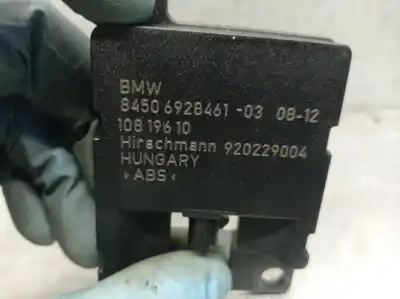 BMW
8450 6928461 -03 08-12
108 196 10
Hirschmann 920229004
HUNGARY
>ABS<